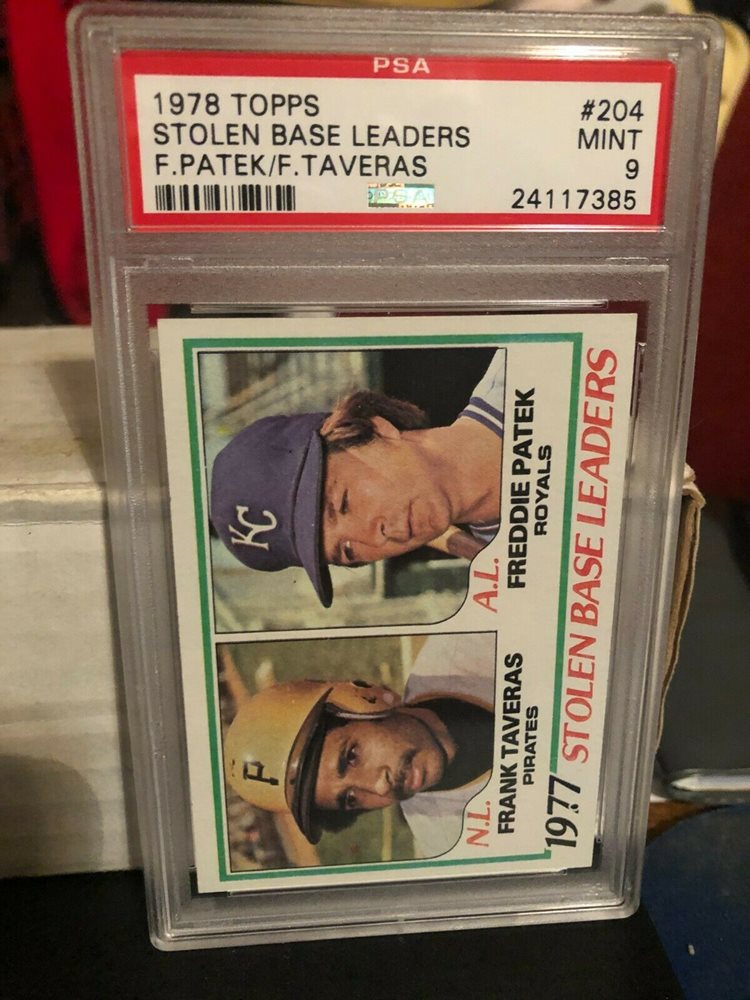 PSA
1978 TOPPS #204
STOLEN BASE LEADERS MINT
F.PATEK/F.TAVERAS 9
PSA 24117385
KC
P
N.L.
FRANK TAVERAS
PIRATES
A.L.
FREDDIE PATEK
ROYALS
1977 STOLEN BASE LEADERS